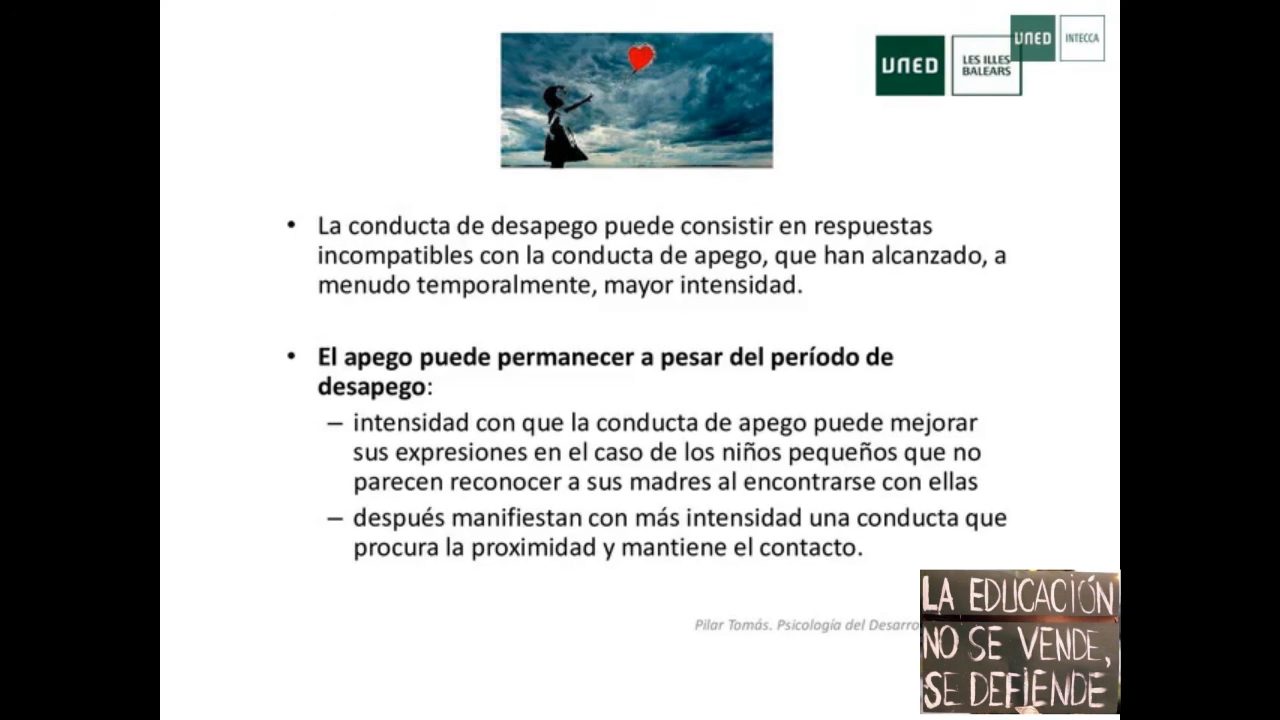 UNED
LES ILLES
BALEARS
UNED
INTECCA
• La conducta de desapego puede consistir en respuestas
incompatibles con la conducta de apego, que han alcanzado, a
menudo temporalmente, mayor intensidad.
• El apego puede permanecer a pesar del período de
desapego:
– intensidad con que la conducta de apego puede mejorar
sus expresiones en el caso de los niños pequeños que no
parecen reconocer a sus madres al encontrarse con ellas
– después manifiestan con más intensidad una conducta que
procura la proximidad y mantiene el contacto.
Pilar Tomás. Psicología del
LA EDUCACIÓN
NO SE VENDE,
SE DEFIENDE